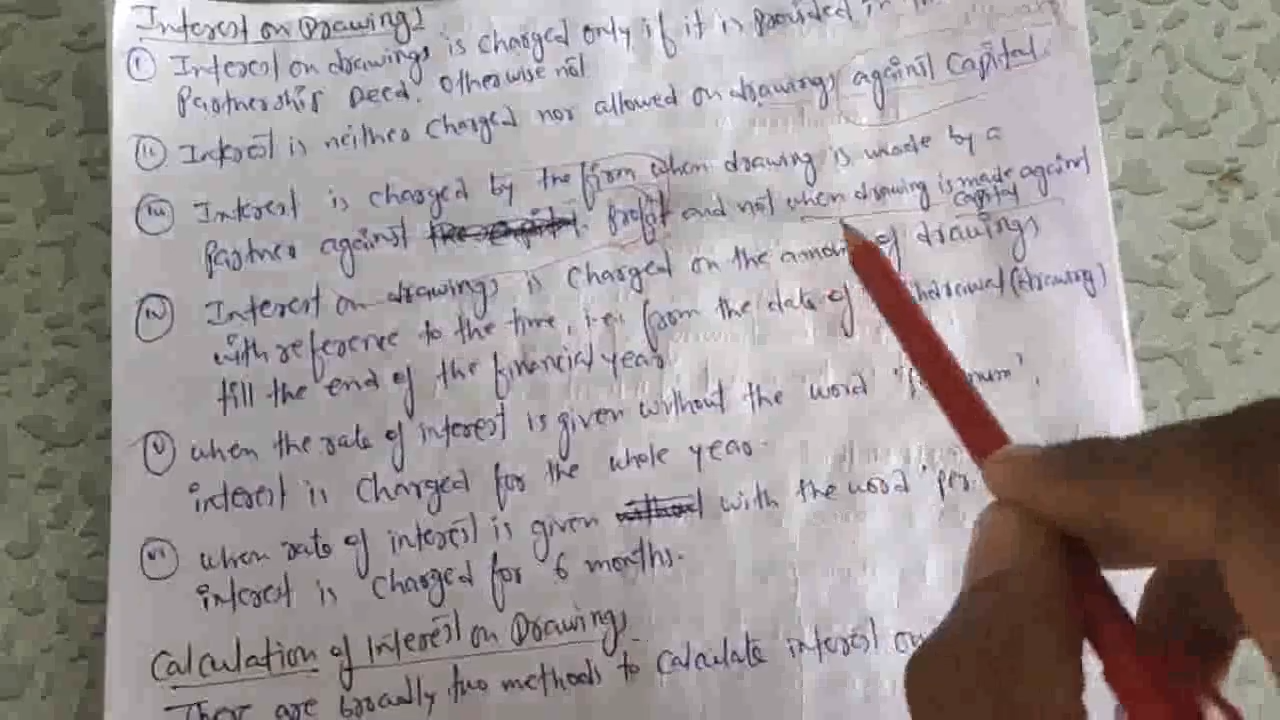 Interest on Drawings
(i) Interest on drawings is charged only if it is provided in
Partnership Deed. Otherwise not
(ii) Interest is neither charged nor allowed on drawings against capital.
(iii) Interest is charged by the firm when drawing is made by a
Partner against profit and not when drawing is made against
capital
(iv) Interest on drawings is charged on the amount of drawings
with reference to the time, i.e. from the date of (drawing)
till the end of the financial year
(v) when the rate of interest is given without the word "
interest is charged for the whole year.
(vi) when rate of interest is given with the word "per
interest is charged for 6 months.
Calculation of Interest on Drawings
There are broadly two methods to calculate interest on